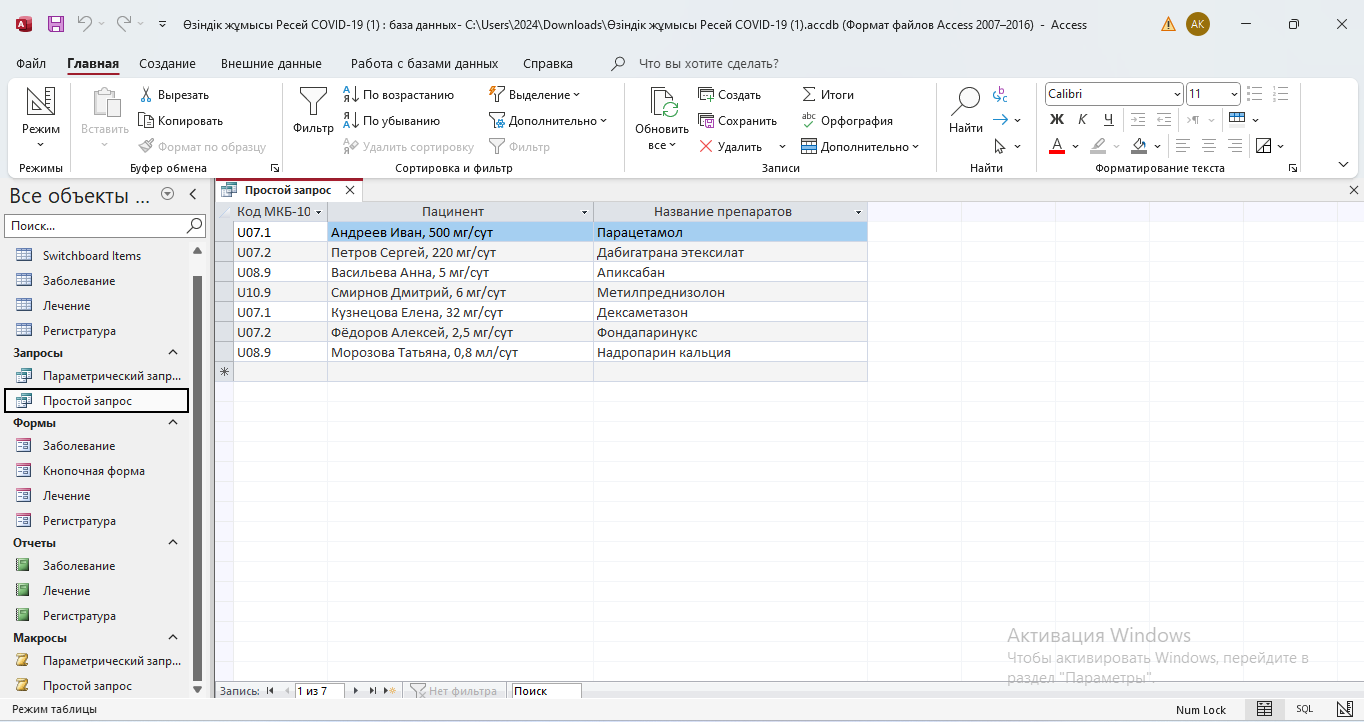 Өзіндік жұмысы Ресей COVID-19 (1) : база данных- C:\Users\2024\Downloads\Өзіндік жұмысы Ресей COVID-19 (1).accdb (Формат файлов Access 2007–2016) - Access
АК
Файл Главная Создание Внешние данные Работа с базами данных Справка Что вы хотите сделать?
Режим
Режимы
Вставить
Вырезать
Копировать
Формат по образцу
Буфер обмена
Фильтр
По возрастанию
По убыванию
Удалить сортировку
Выделение
Дополнительно
Фильтр
Сортировка и фильтр
Обновить
все
Создать
Сохранить
Удалить
Итоги
Орфография
Дополнительно
Записи
Найти
Найти
Calibri 11
Ж К Ч
Форматирование текста
Все объекты ...
Поиск...
Switchboard Items
Заболевание
Лечение
Регистратура
Запросы
Параметрический запр...
Простой запрос
Формы
Заболевание
Кнопочная форма
Лечение
Регистратура
Отчеты
Заболевание
Лечение
Регистратура
Макросы
Параметрический запр...
Простой запрос
Простой запрос
Код МКБ-10 Пациент Название препаратов
U07.1 Андреев Иван, 500 мг/сут Парацетамол
U07.2 Петров Сергей, 220 мг/сут Дабигатрана этексилат
U08.9 Васильева Анна, 5 мг/сут Апиксабан
U10.9 Смирнов Дмитрий, 6 мг/сут Метилпреднизолон
U07.1 Кузнецова Елена, 32 мг/сут Дексаметазон
U07.2 Фёдоров Алексей, 2,5 мг/сут Фондапаринукс
U08.9 Морозова Татьяна, 0,8 мл/сут Надропарин кальция
Активация Windows
Чтобы активировать Windows, перейдите в
раздел "Параметры".
Запись: 1 из 7 Нет фильтра Поиск
Режим таблицы
Num Lock SQL